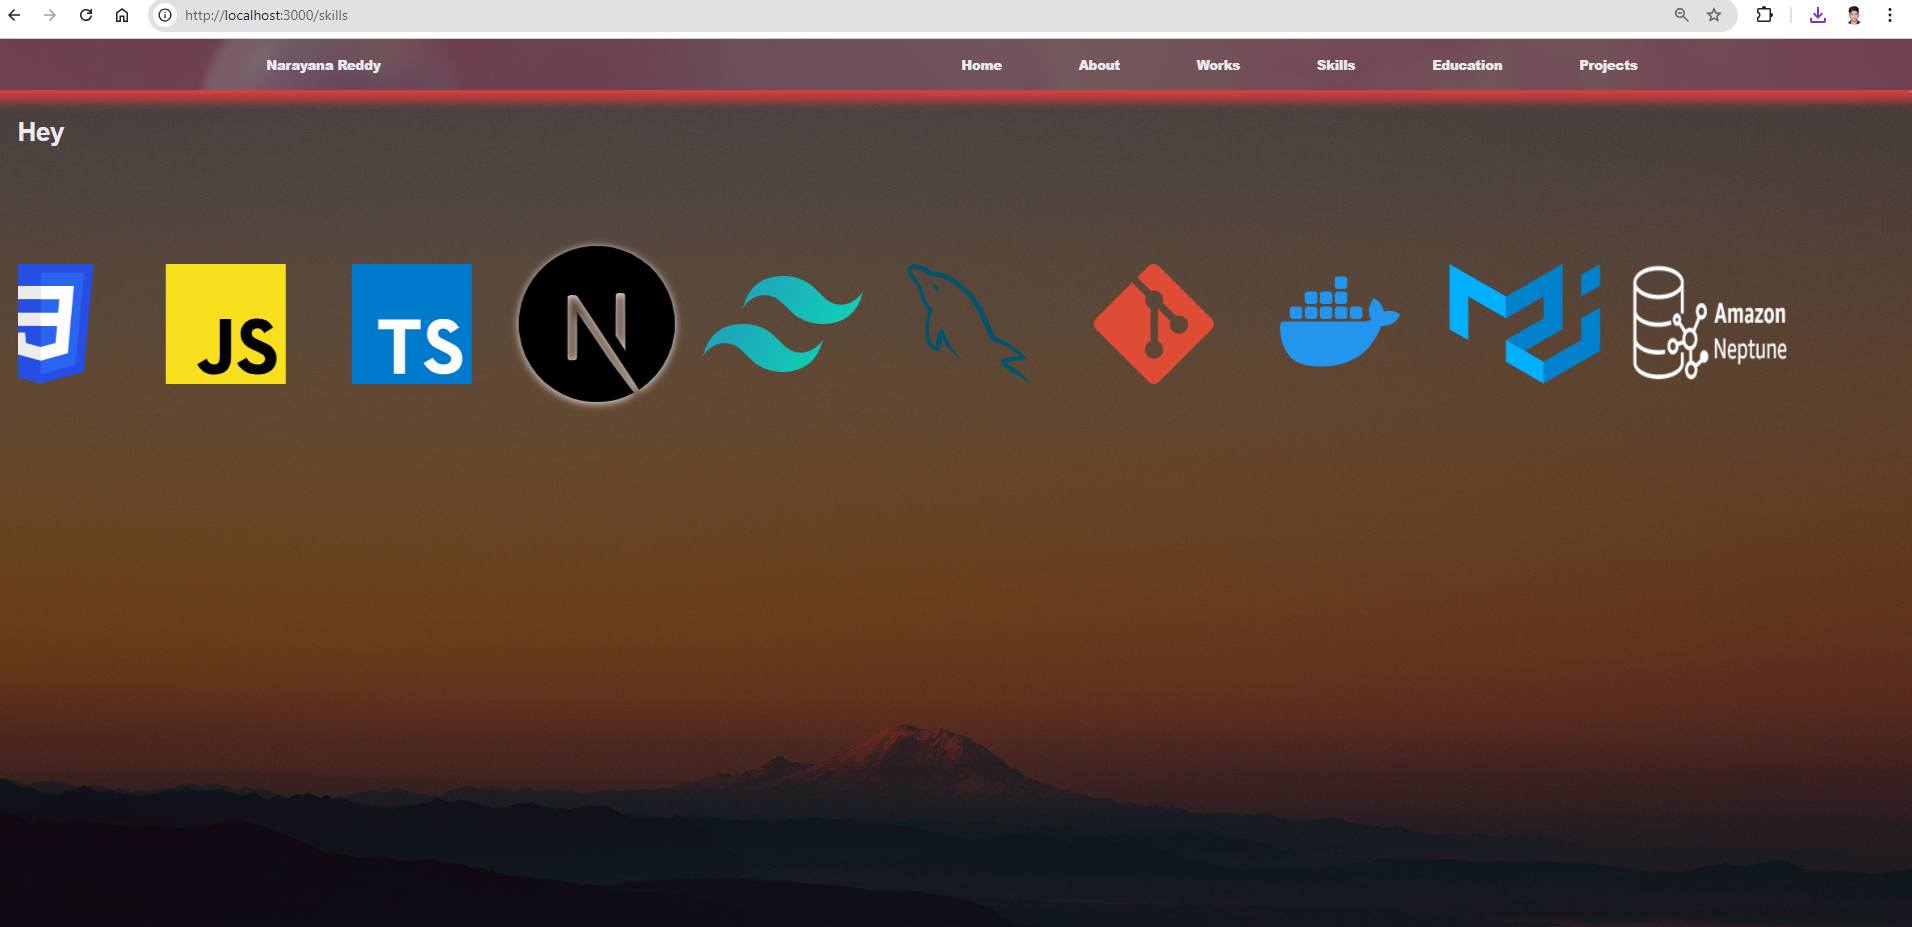 http://localhost:3000/skills
Narayana Reddy Home About Works Skills Education Projects
Hey
JS
TS
N
Amazon
Neptune